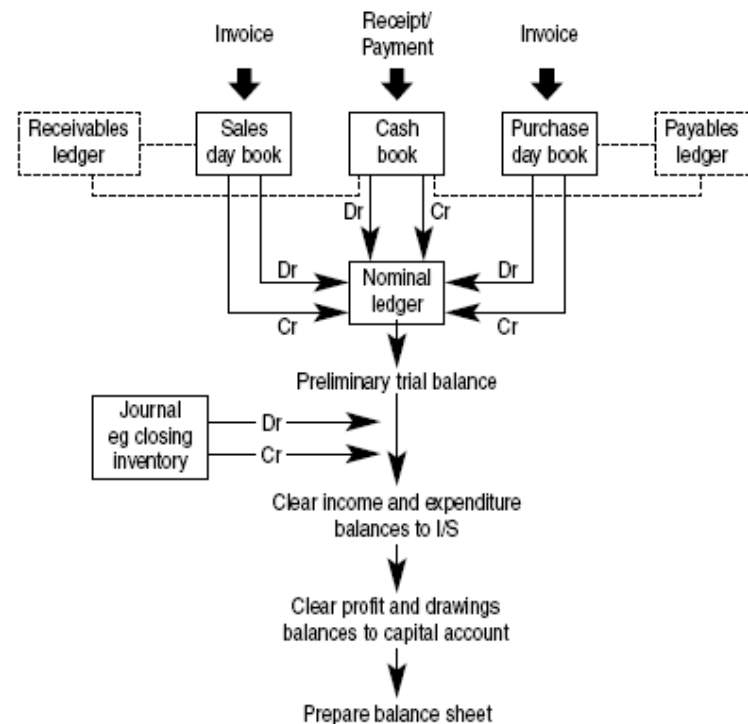 Invoice
Receipt/
Payment
Invoice
Receivables
ledger
Sales
day book
Cash
book
Purchase
day book
Payables
ledger
Dr
Cr
Dr
Nominal
ledger
Dr
Cr
Cr
Preliminary trial balance
Journal
eg closing
inventory
Dr
Cr
Clear income and expenditure
balances to I/S
Clear profit and drawings
balances to capital account
Prepare balance sheet